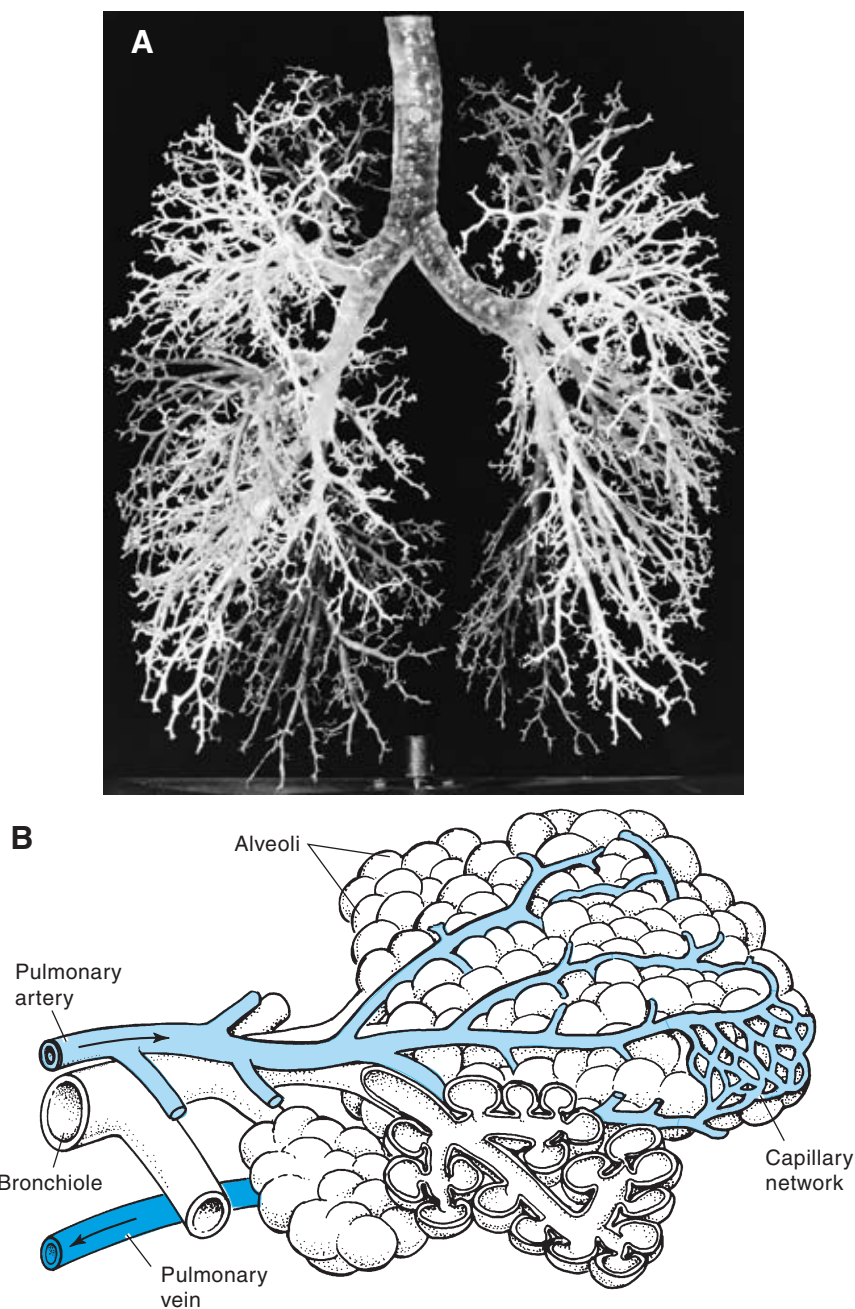 A
B
Alveoli
Pulmonary
artery
Bronchiole
Capillary
network
Pulmonary
vein